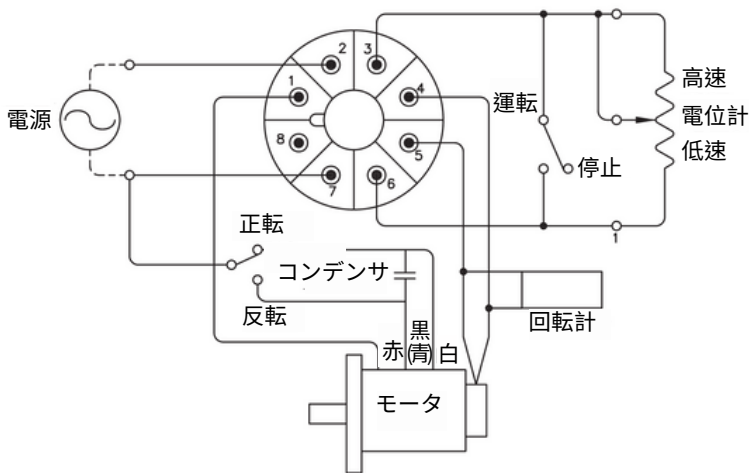 2
3
1
4
高速
電源
運転
電位計
8
5
低速
停止
7
6
正転
1
コンデンサ
反転
黒
回転計
赤
(青)
白
モータ